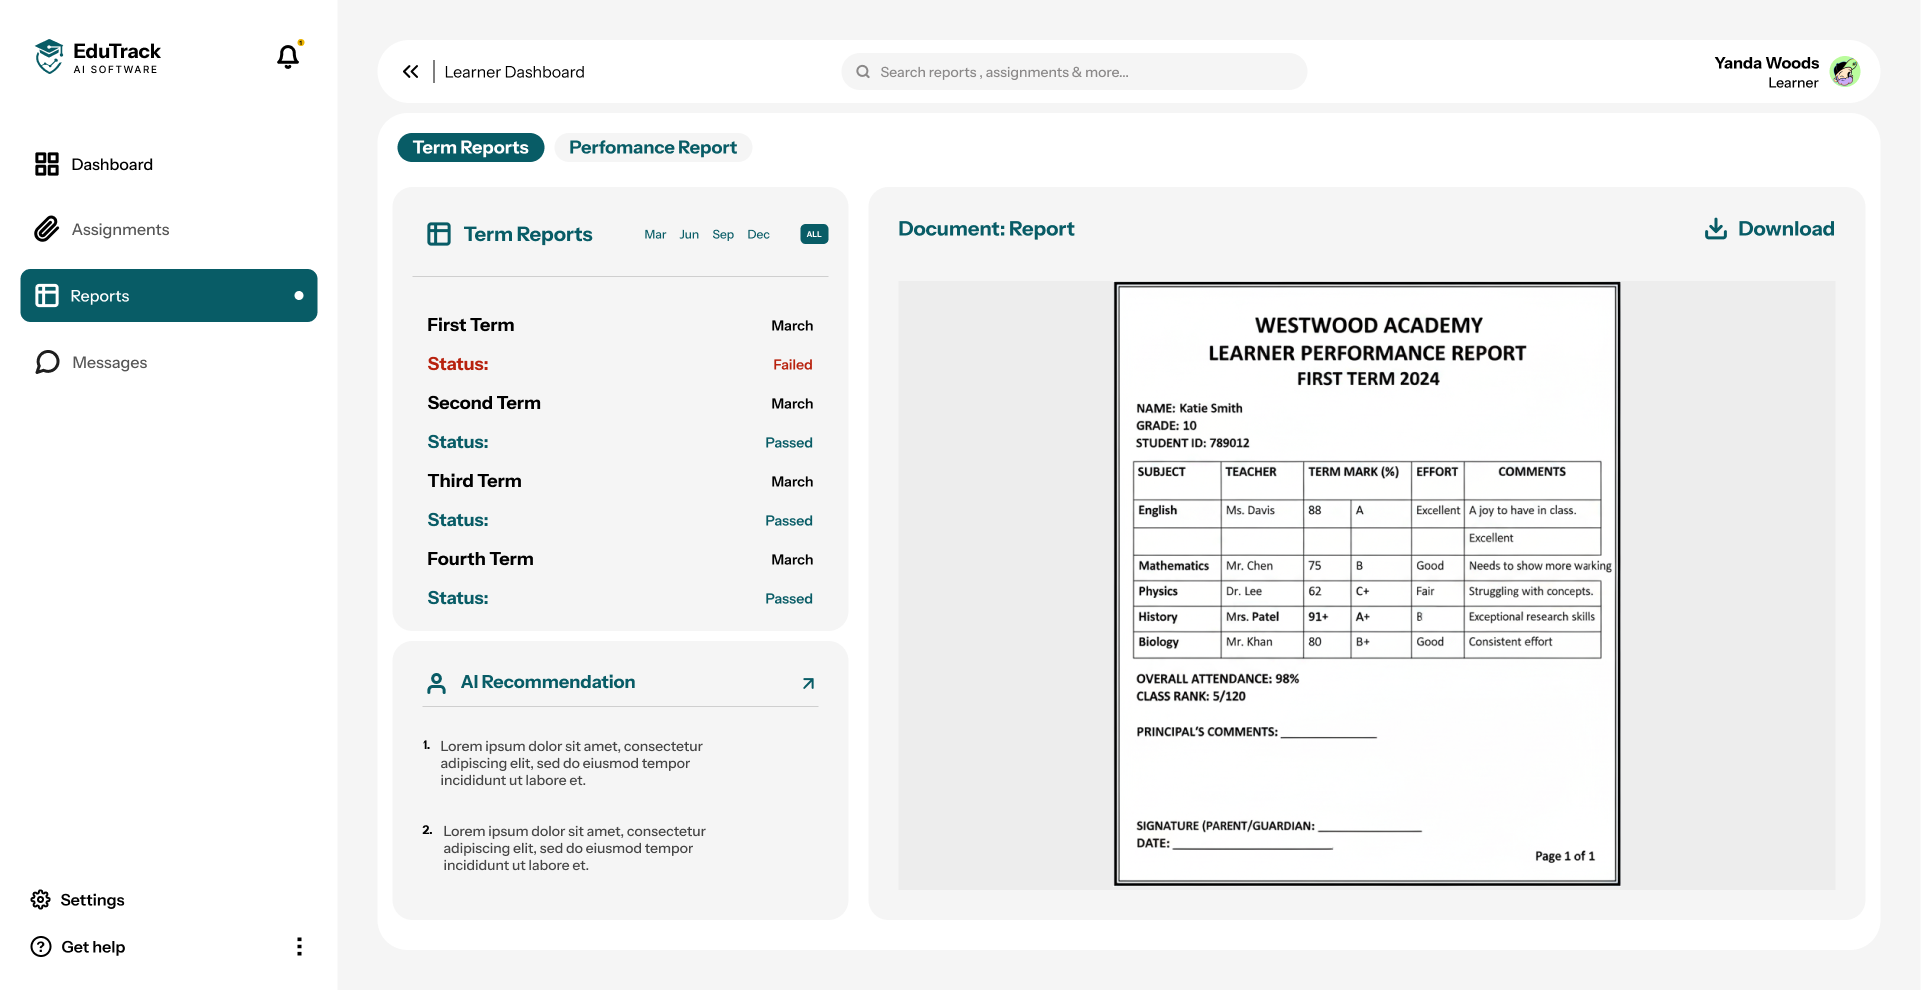 EduTrack
AI SOFTWARE
1
Dashboard
Assignments
Reports
Messages
Settings
Get help
Learner Dashboard
Search reports , assignments & more...
Yanda Woods
Learner
Term Reports
Perfomance Report
Term Reports
Mar Jun Sep Dec ALL
First Term March
Status: Failed
Second Term March
Status: Passed
Third Term March
Status: Passed
Fourth Term March
Status: Passed
AI Recommendation
1. Lorem ipsum dolor sit amet, consectetur
adipiscing elit, sed do eiusmod tempor
incididunt ut labore et.
2. Lorem ipsum dolor sit amet, consectetur
adipiscing elit, sed do eiusmod tempor
incididunt ut labore et.
Document: Report
Download
WESTWOOD ACADEMY
LEARNER PERFORMANCE REPORT
FIRST TERM 2024
NAME: Katie Smith
GRADE: 10
STUDENT ID: 789012
SUBJECT TEACHER TERM MARK (%) EFFORT COMMENTS
English Ms. Davis 88 A Excellent A joy to have in class.
Excellent
Mathematics Mr. Chen 75 B Good Needs to show more warking
Physics Dr. Lee 62 C+ Fair Struggling with concepts.
History Mrs. Patel 91+ A+ B Exceptional research skills
Biology Mr. Khan 80 B+ Good Consistent effort
OVERALL ATTENDANCE: 98%
CLASS RANK: 5/120
PRINCIPAL'S COMMENTS: _______________
SIGNATURE (PARENT/GUARDIAN: _______________
DATE: _______________
Page 1 of 1